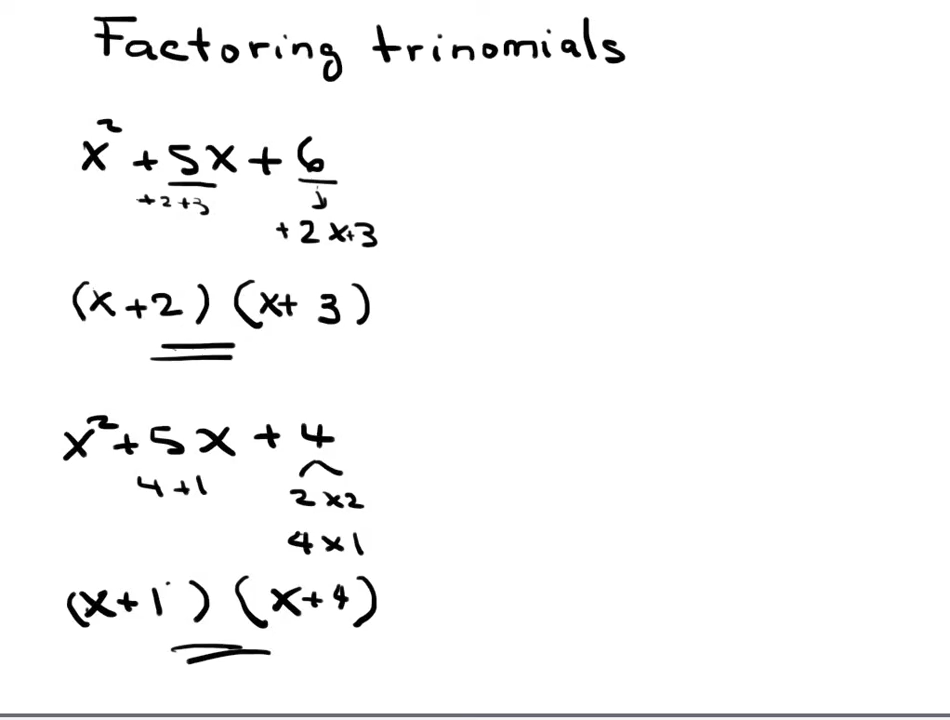 Factoring trinomials
x² + 5x + 6
+2+3
+2x+3
(x+2) (x+3)
x² + 5x + 4
4+1 2x2
4x1
(x+1) (x+4)